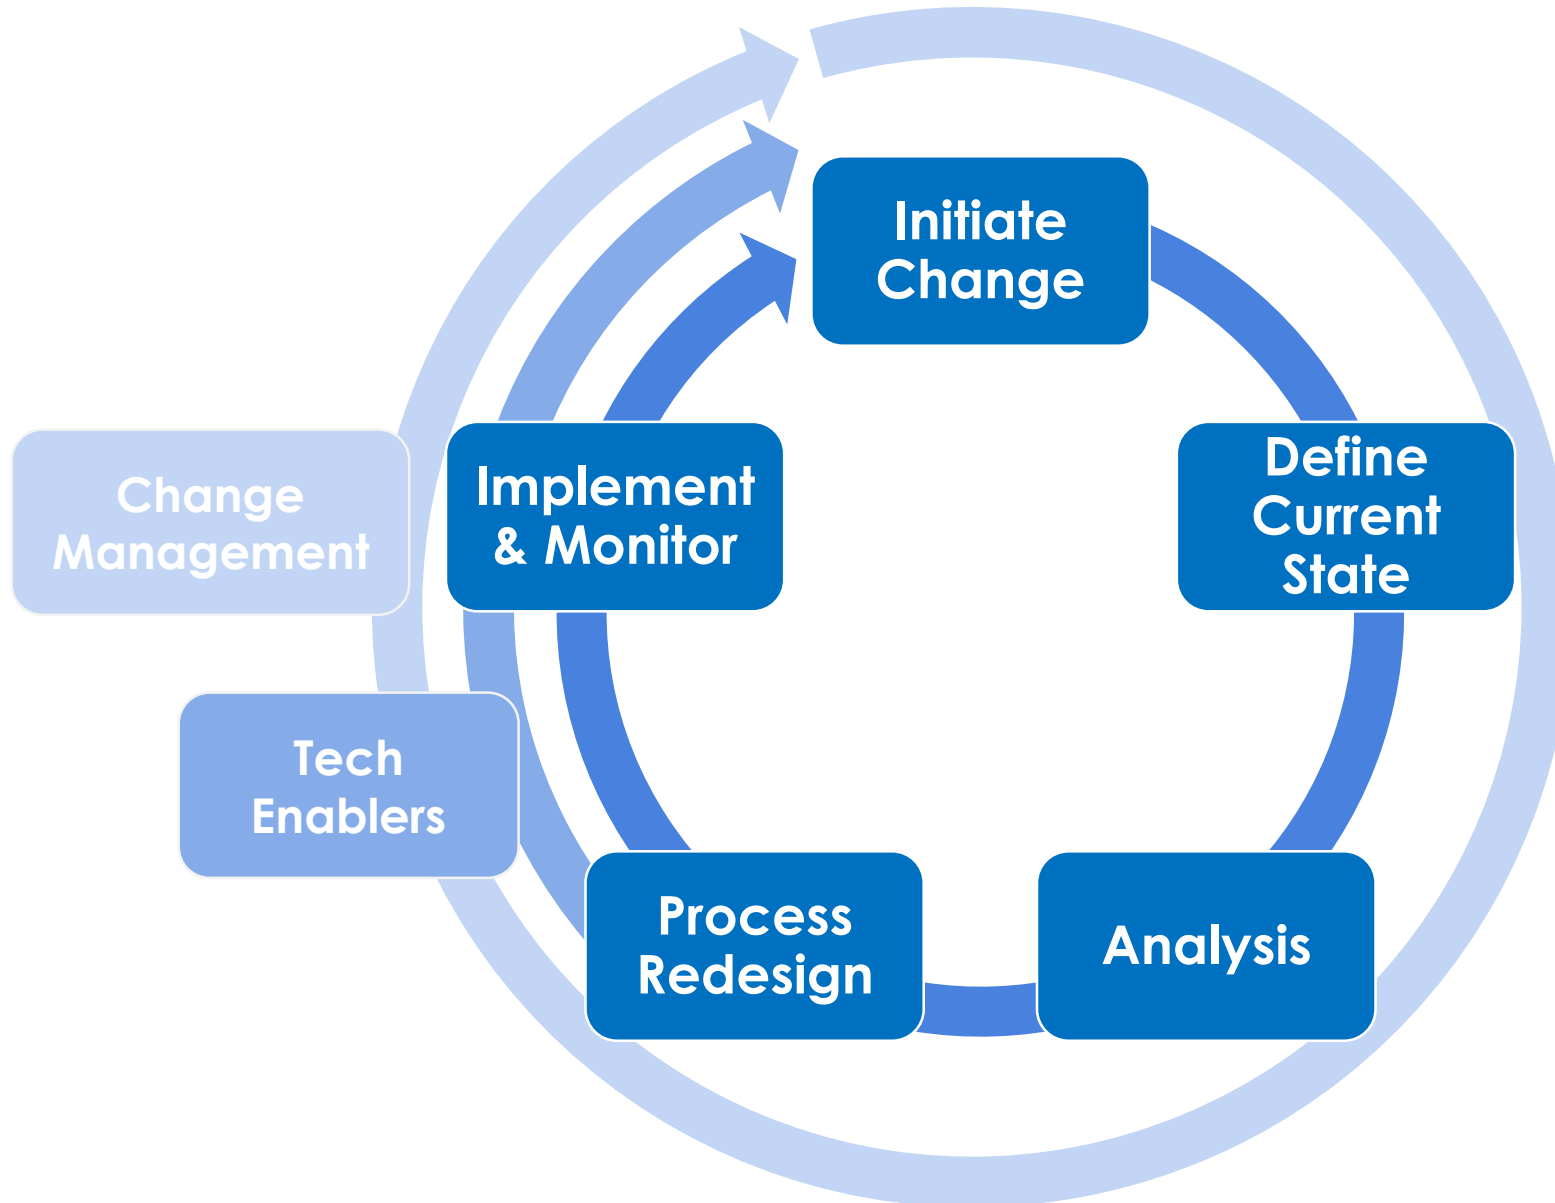 Initiate
Change
Define
Current
State
Analysis
Process
Redesign
Implement
& Monitor
Change
Management
Tech
Enablers